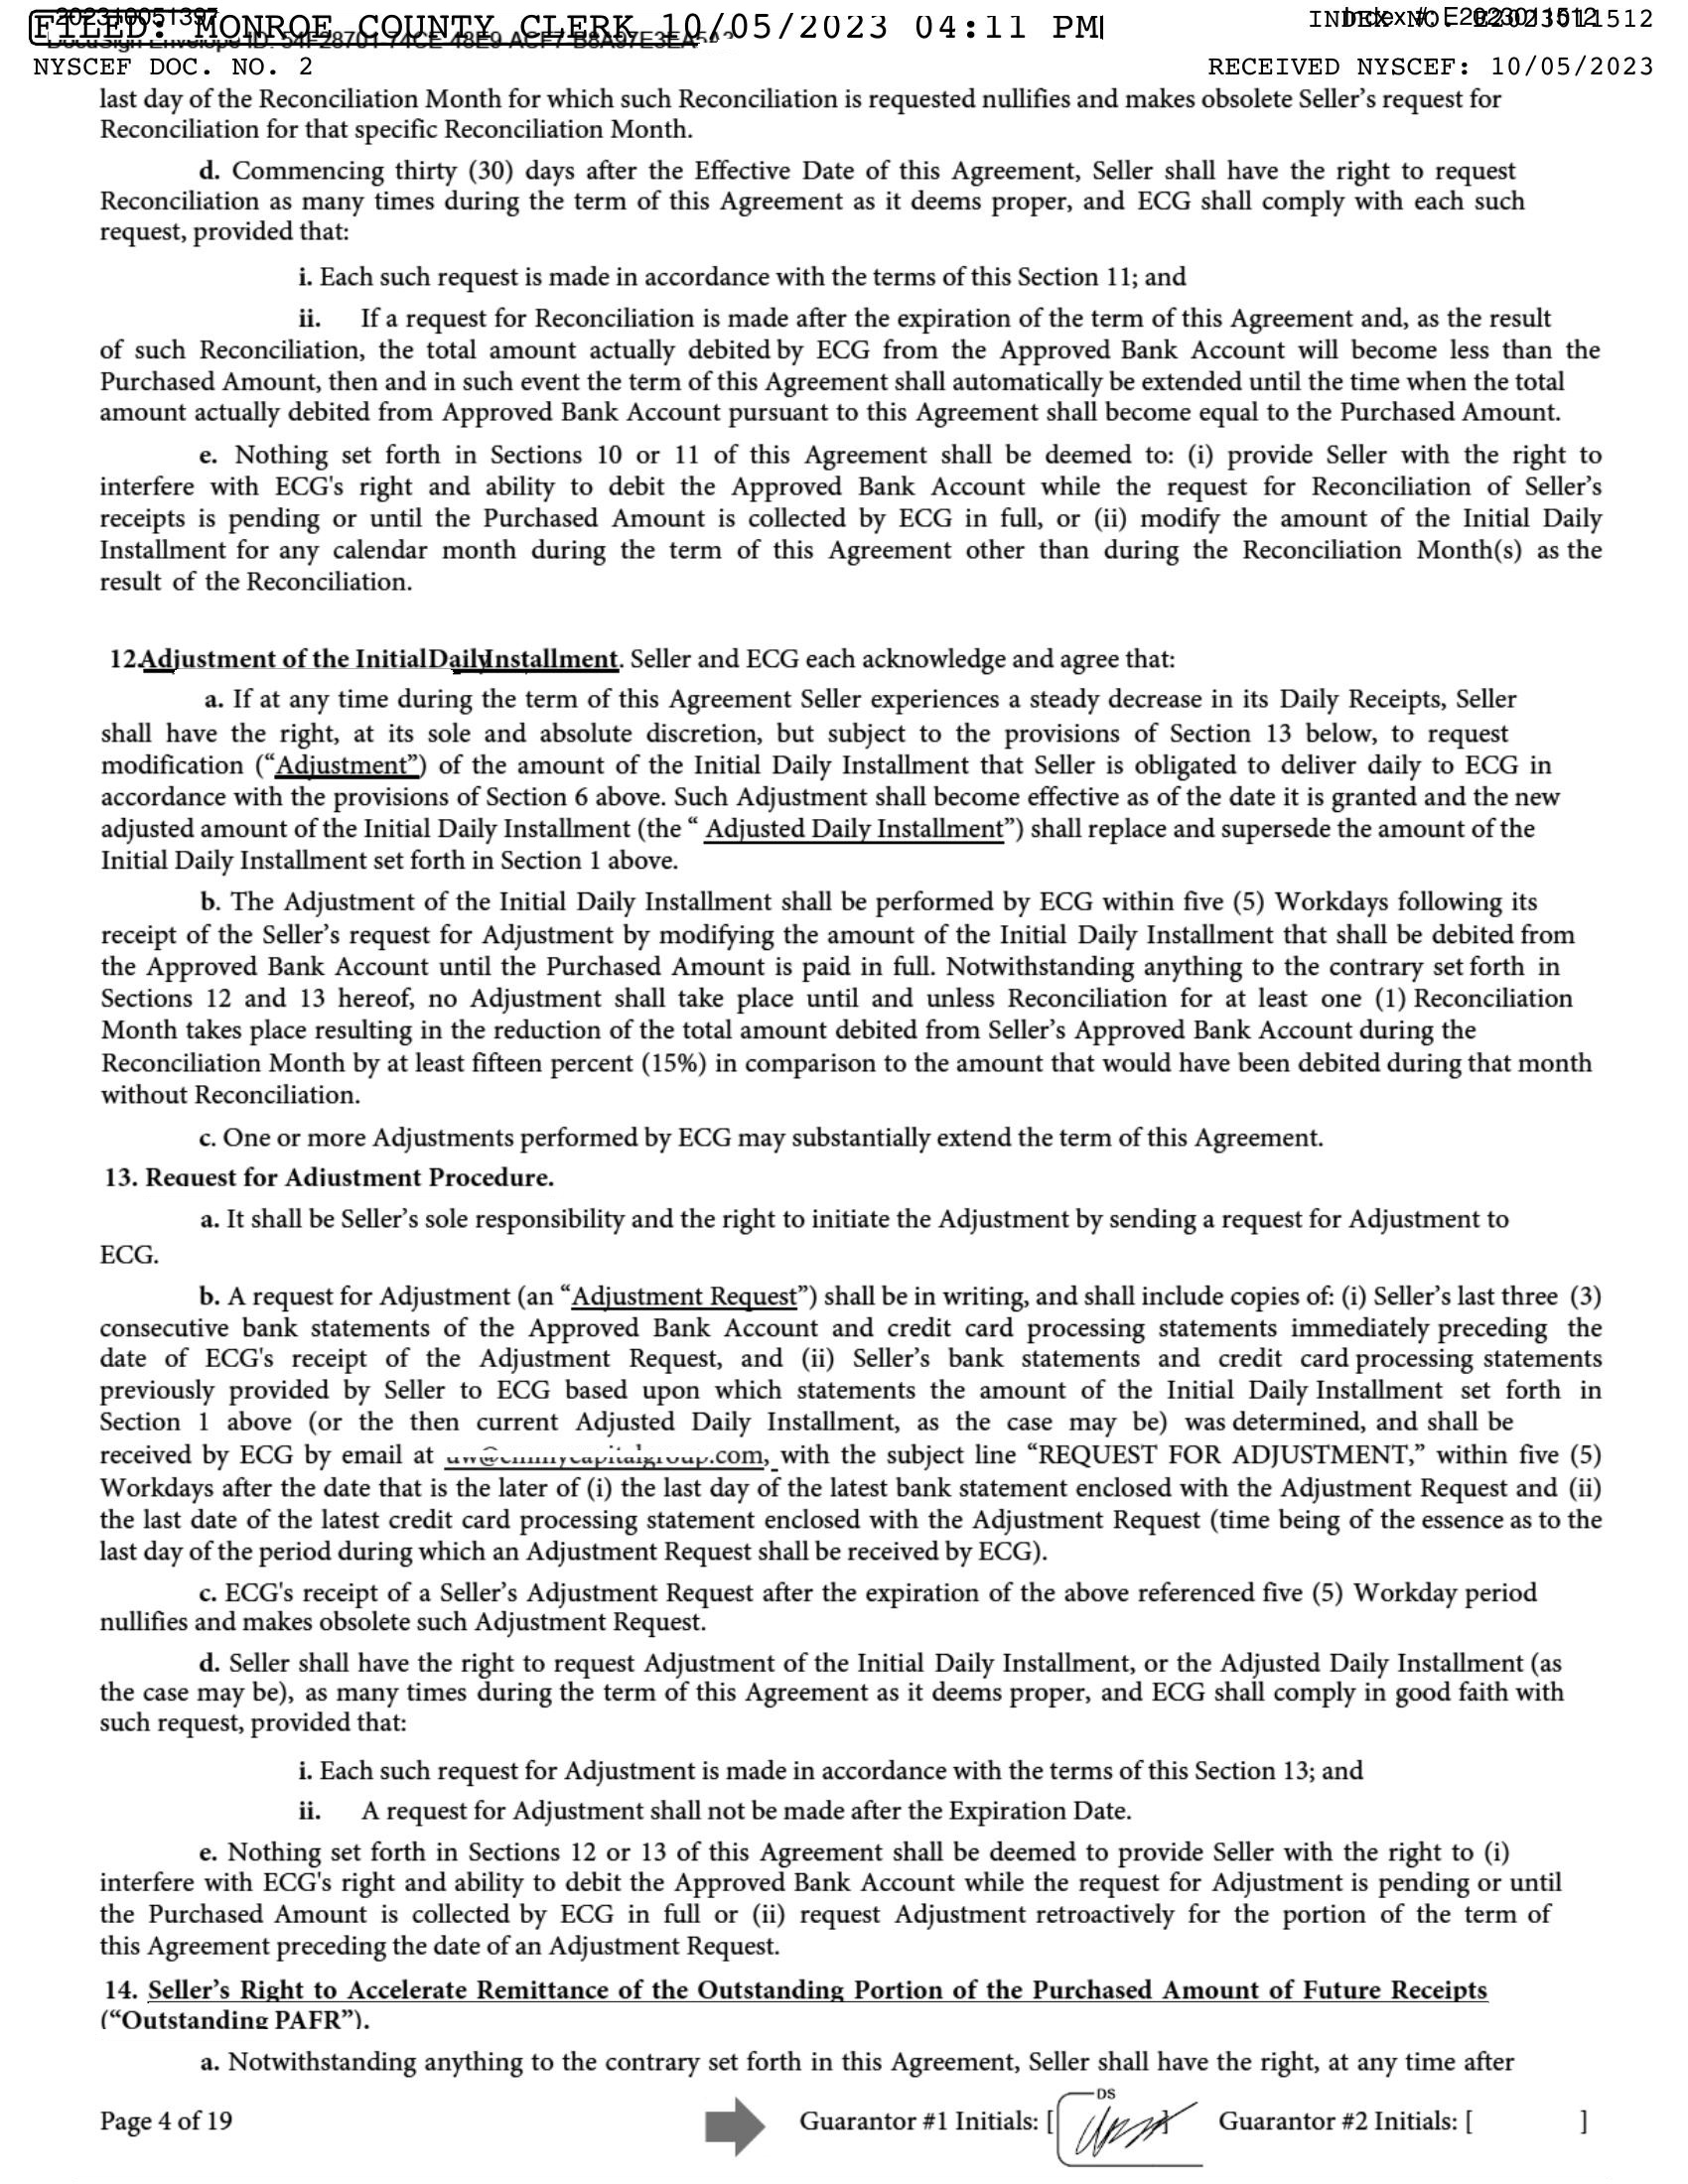 202310051397
FILED: MONROE COUNTY CLERK 10/05/2023 04:11 PM
INDEX NO. E2023011512
Index #: E2023011512
DocuSign Envelope ID:
NYSCEF DOC. NO. 2
RECEIVED NYSCEF: 10/05/2023
last day of the Reconciliation Month for which such Reconciliation is requested nullifies and makes obsolete Seller’s request for
Reconciliation for that specific Reconciliation Month.
d. Commencing thirty (30) days after the Effective Date of this Agreement, Seller shall have the right to request
Reconciliation as many times during the term of this Agreement as it deems proper, and ECG shall comply with each such
request, provided that:
i. Each such request is made in accordance with the terms of this Section 11; and
ii. If a request for Reconciliation is made after the expiration of the term of this Agreement and, as the result
of such Reconciliation, the total amount actually debited by ECG from the Approved Bank Account will become less than the
Purchased Amount, then and in such event the term of this Agreement shall automatically be extended until the time when the total
amount actually debited from Approved Bank Account pursuant to this Agreement shall become equal to the Purchased Amount.
e. Nothing set forth in Sections 10 or 11 of this Agreement shall be deemed to: (i) provide Seller with the right to
interfere with ECG's right and ability to debit the Approved Bank Account while the request for Reconciliation of Seller’s
receipts is pending or until the Purchased Amount is collected by ECG in full, or (ii) modify the amount of the Initial Daily
Installment for any calendar month during the term of this Agreement other than during the Reconciliation Month(s) as the
result of the Reconciliation.
12.Adjustment of the Initial Daily Installment. Seller and ECG each acknowledge and agree that:
a. If at any time during the term of this Agreement Seller experiences a steady decrease in its Daily Receipts, Seller
shall have the right, at its sole and absolute discretion, but subject to the provisions of Section 13 below, to request
modification (“Adjustment”) of the amount of the Initial Daily Installment that Seller is obligated to deliver daily to ECG in
accordance with the provisions of Section 6 above. Such Adjustment shall become effective as of the date it is granted and the new
adjusted amount of the Initial Daily Installment (the “ Adjusted Daily Installment”) shall replace and supersede the amount of the
Initial Daily Installment set forth in Section 1 above.
b. The Adjustment of the Initial Daily Installment shall be performed by ECG within five (5) Workdays following its
receipt of the Seller’s request for Adjustment by modifying the amount of the Initial Daily Installment that shall be debited from
the Approved Bank Account until the Purchased Amount is paid in full. Notwithstanding anything to the contrary set forth in
Sections 12 and 13 hereof, no Adjustment shall take place until and unless Reconciliation for at least one (1) Reconciliation
Month takes place resulting in the reduction of the total amount debited from Seller’s Approved Bank Account during the
Reconciliation Month by at least fifteen percent (15%) in comparison to the amount that would have been debited during that month
without Reconciliation.
c. One or more Adjustments performed by ECG may substantially extend the term of this Agreement.
13. Request for Adjustment Procedure.
a. It shall be Seller’s sole responsibility and the right to initiate the Adjustment by sending a request for Adjustment to
ECG.
b. A request for Adjustment (an “Adjustment Request”) shall be in writing, and shall include copies of: (i) Seller’s last three (3)
consecutive bank statements of the Approved Bank Account and credit card processing statements immediately preceding the
date of ECG's receipt of the Adjustment Request, and (ii) Seller’s bank statements and credit card processing statements
previously provided by Seller to ECG based upon which statements the amount of the Initial Daily Installment set forth in
Section 1 above (or the then current Adjusted Daily Installment, as the case may be) was determined, and shall be
received by ECG by email at with the subject line “REQUEST FOR ADJUSTMENT,” within five (5)
Workdays after the date that is the later of (i) the last day of the latest bank statement enclosed with the Adjustment Request and (ii)
the last date of the latest credit card processing statement enclosed with the Adjustment Request (time being of the essence as to the
last day of the period during which an Adjustment Request shall be received by ECG).
c. ECG's receipt of a Seller’s Adjustment Request after the expiration of the above referenced five (5) Workday period
nullifies and makes obsolete such Adjustment Request.
d. Seller shall have the right to request Adjustment of the Initial Daily Installment, or the Adjusted Daily Installment (as
the case may be), as many times during the term of this Agreement as it deems proper, and ECG shall comply in good faith with
such request, provided that:
i. Each such request for Adjustment is made in accordance with the terms of this Section 13; and
ii. A request for Adjustment shall not be made after the Expiration Date.
e. Nothing set forth in Sections 12 or 13 of this Agreement shall be deemed to provide Seller with the right to (i)
interfere with ECG's right and ability to debit the Approved Bank Account while the request for Adjustment is pending or until
the Purchased Amount is collected by ECG in full or (ii) request Adjustment retroactively for the portion of the term of
this Agreement preceding the date of an Adjustment Request.
14. Seller’s Right to Accelerate Remittance of the Outstanding Portion of the Purchased Amount of Future Receipts
(“Outstanding PAFR”).
a. Notwithstanding anything to the contrary set forth in this Agreement, Seller shall have the right, at any time after
Page 4 of 19
Guarantor #1 Initials: [ ]
DS
Guarantor #2 Initials: [ ]